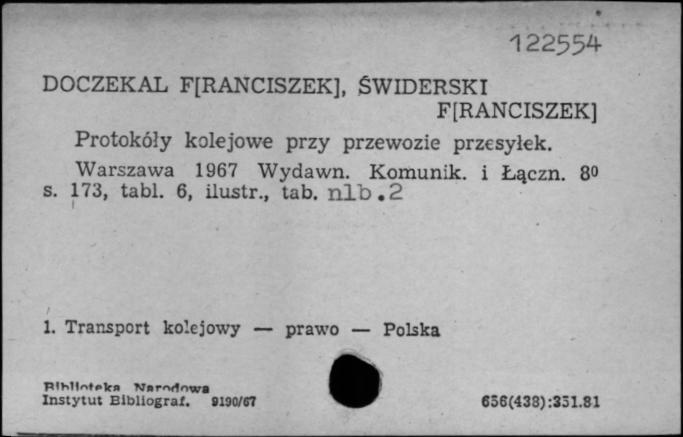 122554
DOCZEKAL F[RANCISZEK], ŚWIDERSKI
F[RANCISZEK]
Protokóły kolejowe przy przewozie przesyłek.
Warszawa 1967 Wydawn. Komunik. i Łączn. 8⁰
s. 173, tabl. 6, ilustr., tab. nlb.2
1. Transport kolejowy — prawo — Polska
Biblioteka Narodowa
Instytut Bibliograf. 9190/67
656(438):351.81